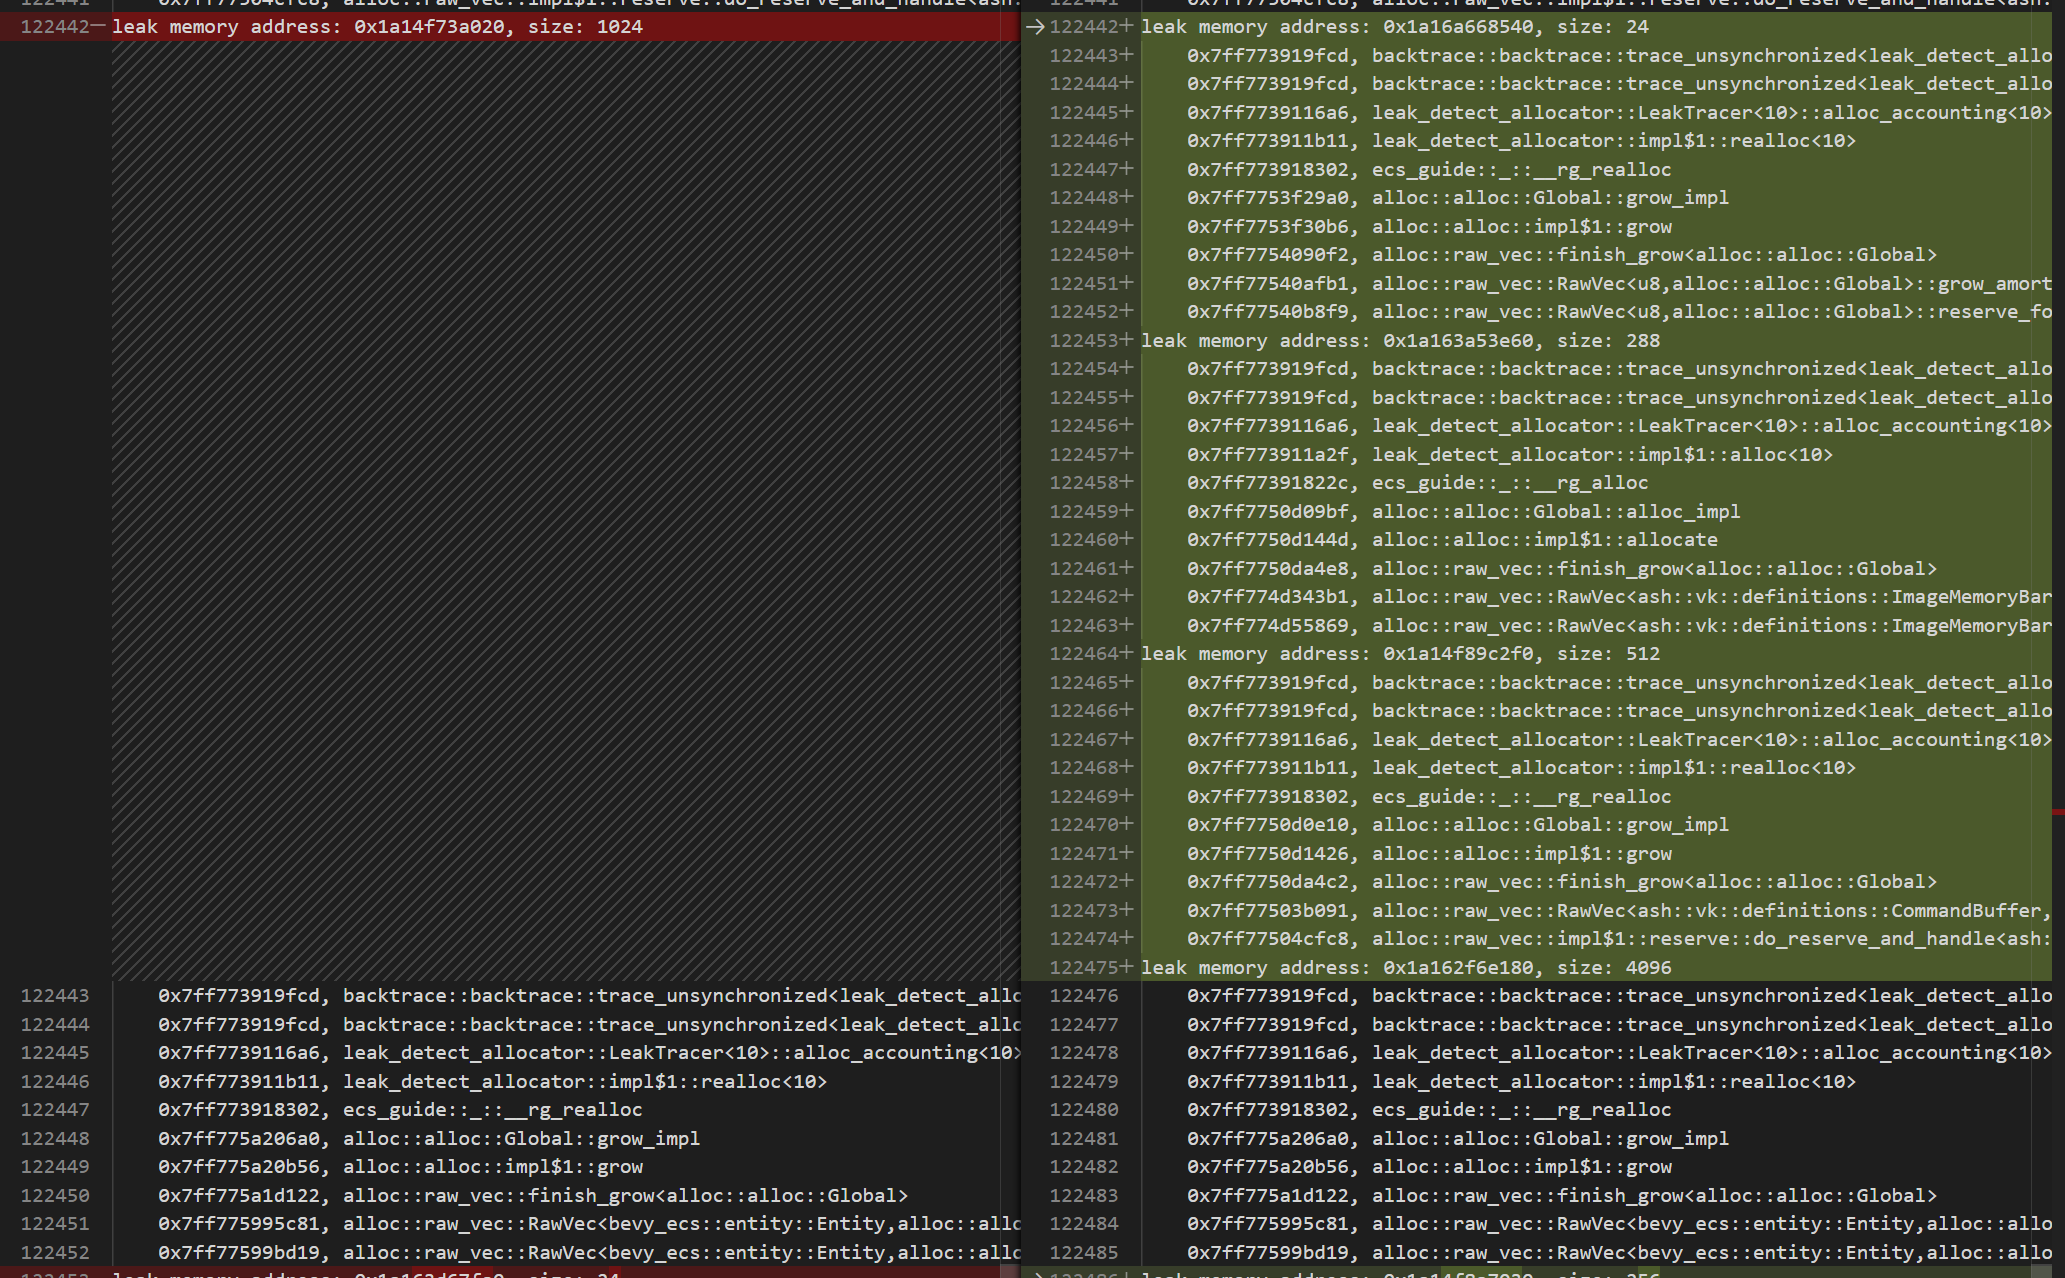 122442− leak memory address: 0x1a14f73a020, size: 1024
122443 0x7ff773919fcd, backtrace::backtrace::trace_unsynchronized<leak_detect_allc
122444 0x7ff773919fcd, backtrace::backtrace::trace_unsynchronized<leak_detect_allc
122445 0x7ff7739116a6, leak_detect_allocator::LeakTracer<10>::alloc_accounting<10>
122446 0x7ff773911b11, leak_detect_allocator::impl$1::realloc<10>
122447 0x7ff773918302, ecs_guide::_::__rg_realloc
122448 0x7ff775a206a0, alloc::alloc::Global::grow_impl
122449 0x7ff775a20b56, alloc::alloc::impl$1::grow
122450 0x7ff775a1d122, alloc::raw_vec::finish_grow<alloc::alloc::Global>
122451 0x7ff775995c81, alloc::raw_vec::RawVec<bevy_ecs::entity::Entity,alloc::allc
122452 0x7ff77599bd19, alloc::raw_vec::RawVec<bevy_ecs::entity::Entity,alloc::allc
→122442+ leak memory address: 0x1a16a668540, size: 24
122443+ 0x7ff773919fcd, backtrace::backtrace::trace_unsynchronized<leak_detect_allo
122444+ 0x7ff773919fcd, backtrace::backtrace::trace_unsynchronized<leak_detect_allo
122445+ 0x7ff7739116a6, leak_detect_allocator::LeakTracer<10>::alloc_accounting<10>
122446+ 0x7ff773911b11, leak_detect_allocator::impl$1::realloc<10>
122447+ 0x7ff773918302, ecs_guide::_::__rg_realloc
122448+ 0x7ff7753f29a0, alloc::alloc::Global::grow_impl
122449+ 0x7ff7753f30b6, alloc::alloc::impl$1::grow
122450+ 0x7ff7754090f2, alloc::raw_vec::finish_grow<alloc::alloc::Global>
122451+ 0x7ff77540afb1, alloc::raw_vec::RawVec<u8,alloc::alloc::Global>::grow_amort
122452+ 0x7ff77540b8f9, alloc::raw_vec::RawVec<u8,alloc::alloc::Global>::reserve_fo
122453+ leak memory address: 0x1a163a53e60, size: 288
122454+ 0x7ff773919fcd, backtrace::backtrace::trace_unsynchronized<leak_detect_allo
122455+ 0x7ff773919fcd, backtrace::backtrace::trace_unsynchronized<leak_detect_allo
122456+ 0x7ff7739116a6, leak_detect_allocator::LeakTracer<10>::alloc_accounting<10>
122457+ 0x7ff773911a2f, leak_detect_allocator::impl$1::alloc<10>
122458+ 0x7ff77391822c, ecs_guide::_::__rg_alloc
122459+ 0x7ff7750d09bf, alloc::alloc::Global::alloc_impl
122460+ 0x7ff7750d144d, alloc::alloc::impl$1::allocate
122461+ 0x7ff7750da4e8, alloc::raw_vec::finish_grow<alloc::alloc::Global>
122462+ 0x7ff774d343b1, alloc::raw_vec::RawVec<ash::vk::definitions::ImageMemoryBar
122463+ 0x7ff774d55869, alloc::raw_vec::RawVec<ash::vk::definitions::ImageMemoryBar
122464+ leak memory address: 0x1a14f89c2f0, size: 512
122465+ 0x7ff773919fcd, backtrace::backtrace::trace_unsynchronized<leak_detect_allo
122466+ 0x7ff773919fcd, backtrace::backtrace::trace_unsynchronized<leak_detect_allo
122467+ 0x7ff7739116a6, leak_detect_allocator::LeakTracer<10>::alloc_accounting<10>
122468+ 0x7ff773911b11, leak_detect_allocator::impl$1::realloc<10>
122469+ 0x7ff773918302, ecs_guide::_::__rg_realloc
122470+ 0x7ff7750d0e10, alloc::alloc::Global::grow_impl
122471+ 0x7ff7750d1426, alloc::alloc::impl$1::grow
122472+ 0x7ff7750da4c2, alloc::raw_vec::finish_grow<alloc::alloc::Global>
122473+ 0x7ff77503b091, alloc::raw_vec::RawVec<ash::vk::definitions::CommandBuffer,
122474+ 0x7ff77504cfc8, alloc::raw_vec::impl$1::reserve::do_reserve_and_handle<ash:
122475+ leak memory address: 0x1a162f6e180, size: 4096
122476 0x7ff773919fcd, backtrace::backtrace::trace_unsynchronized<leak_detect_allo
122477 0x7ff773919fcd, backtrace::backtrace::trace_unsynchronized<leak_detect_allo
122478 0x7ff7739116a6, leak_detect_allocator::LeakTracer<10>::alloc_accounting<10>
122479 0x7ff773911b11, leak_detect_allocator::impl$1::realloc<10>
122480 0x7ff773918302, ecs_guide::_::__rg_realloc
122481 0x7ff775a206a0, alloc::alloc::Global::grow_impl
122482 0x7ff775a20b56, alloc::alloc::impl$1::grow
122483 0x7ff775a1d122, alloc::raw_vec::finish_grow<alloc::alloc::Global>
122484 0x7ff775995c81, alloc::raw_vec::RawVec<bevy_ecs::entity::Entity,alloc::allo
122485 0x7ff77599bd19, alloc::raw_vec::RawVec<bevy_ecs::entity::Entity,alloc::allo